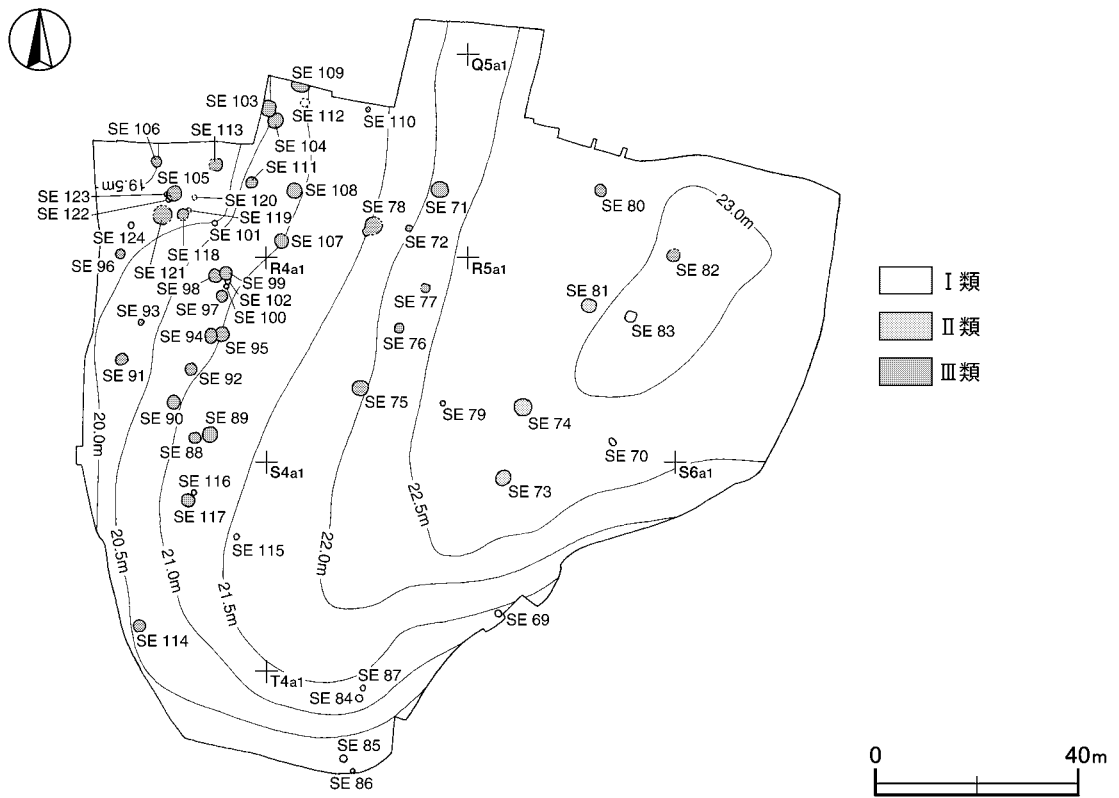 Q5a1
SE 109
SE 103
SE 112
SE 110
SE 106
SE 113
SE 104
SE 105
SE 111
19.5m
SE 108
SE 123
SE 120
SE 122
SE 119
SE 78
SE 71
SE 80
23.0m
SE 124
SE 101
SE 72
SE 118
SE 107
SE 96
SE 121
R4a1
R5a1
SE 82
SE 98
SE 99
SE 102
SE 97
SE 100
SE 77
SE 81
SE 83
SE 93
SE 94
SE 95
SE 76
SE 91
SE 92
SE 75
SE 79
SE 74
SE 90
SE 89
20.0m
SE 88
SE 70
S4a1
S6a1
SE 116
SE 73
SE 117
22.5m
SE 115
20.5m
21.0m
22.0m
21.5m
SE 114
SE 69
T4a1
SE 87
SE 84
SE 85
SE 86
Ⅰ類
Ⅱ類
Ⅲ類
0 40m